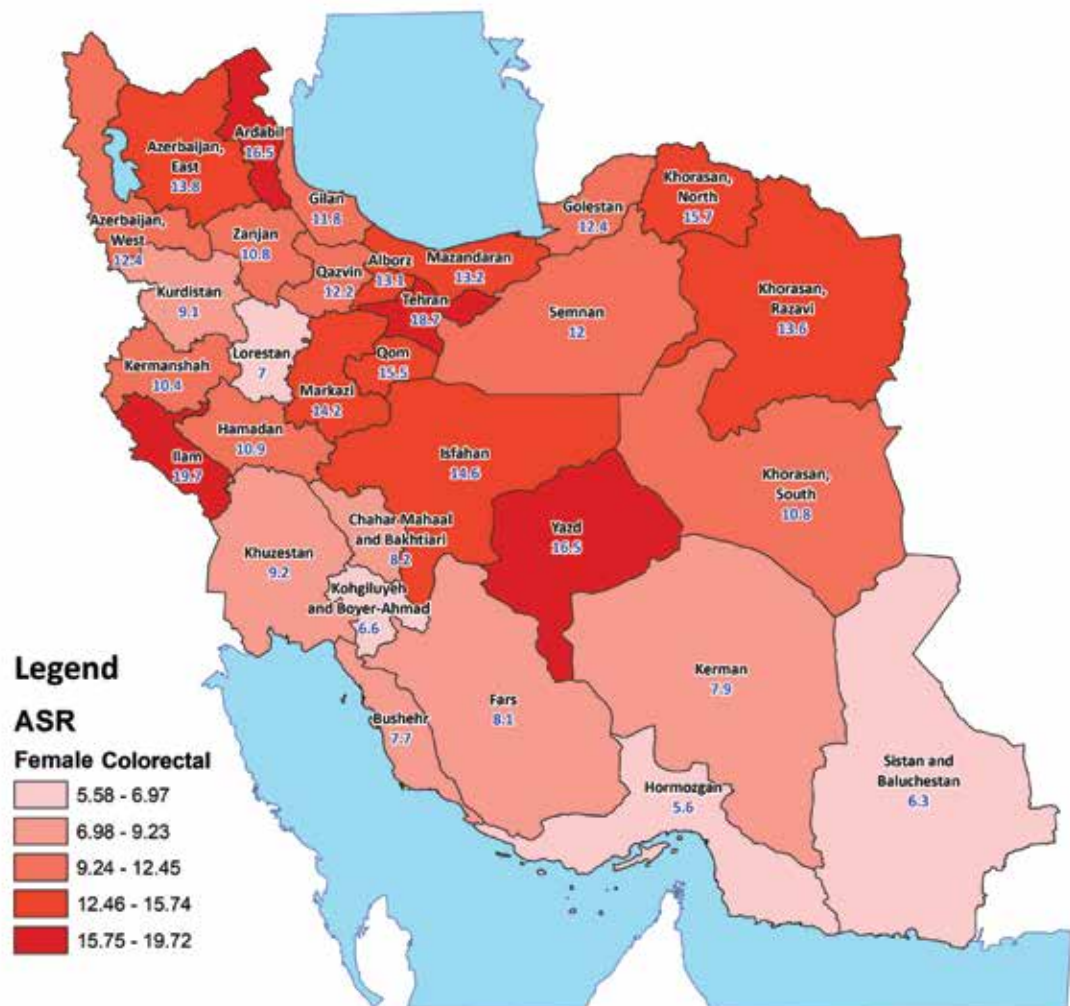 Ardabil
16.5
Azerbaijan,
East
13.8
Khorasan,
North
15.7
Gilan
11.8
Golestan
12.4
Azerbaijan,
West
12.4
Zanjan
10.8
Alborz
13.1
Mazandaran
13.2
Qazvin
12.2
Kurdistan
9.1
Tehran
18.7
Semnan
12
Khorasan,
Razavi
13.6
Lorestan
7
Qom
15.5
Kermanshah
10.4
Markazi
14.2
Hamadan
10.9
Ilam
19.7
Isfahan
14.6
Khorasan,
South
10.8
Yazd
16.5
Chahar Mahaal
and Bakhtiari
8.2
Khuzestan
9.2
Kohgiluyeh
and Boyer-Ahmad
6.6
Kerman
7.9
Fars
8.1
Bushehr
7.7
Sistan and
Baluchestan
6.3
Hormozgan
5.6
Legend
ASR
Female Colorectal
5.58 - 6.97
6.98 - 9.23
9.24 - 12.45
12.46 - 15.74
15.75 - 19.72